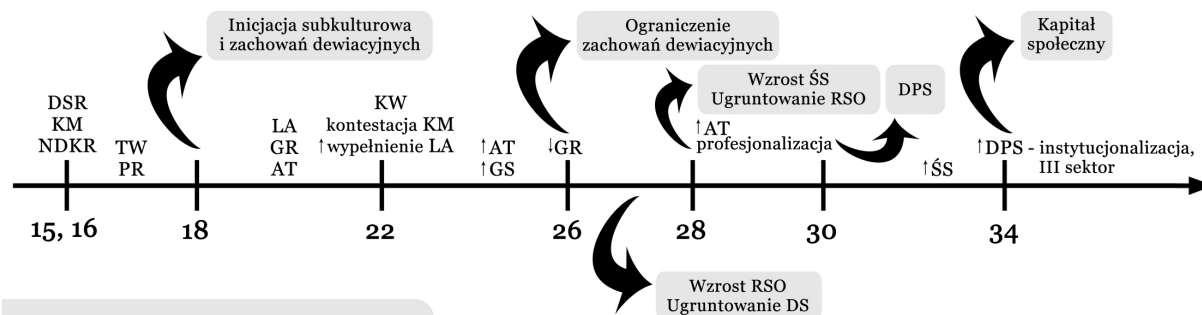 Inicjacja subkulturowa
i zachowań dewiacyjnych
Ograniczenie
zachowań dewiacyjnych
Kapitał
społeczny
Wzrost ŚS
Ugruntowanie RSO
DPS
DSR
KM
NDKR
TW
PR
LA
GR
AT
KW
kontestacja KM
↑wypełnienie LA
↑AT
↑GS
↓GR
↑AT
profesjonalizacja
↑ŚS
↑DPS - instytucjonalizacja,
III sektor
15, 16
18
22
26
28
30
34
Wzrost RSO
Ugruntowanie DS